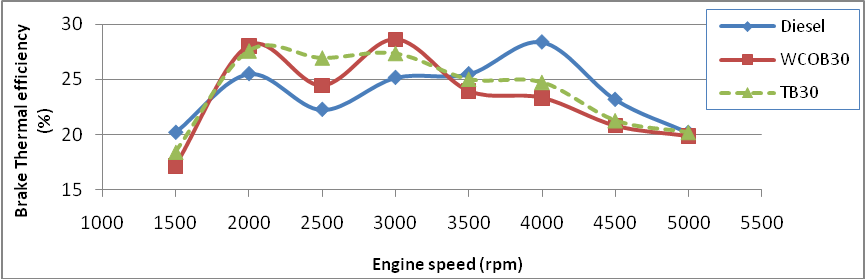 Brake Thermal efficiency
(%)
30
25
20
15
1000 1500 2000 2500 3000 3500 4000 4500 5000 5500
Engine speed (rpm)
Diesel
WCOB30
TB30